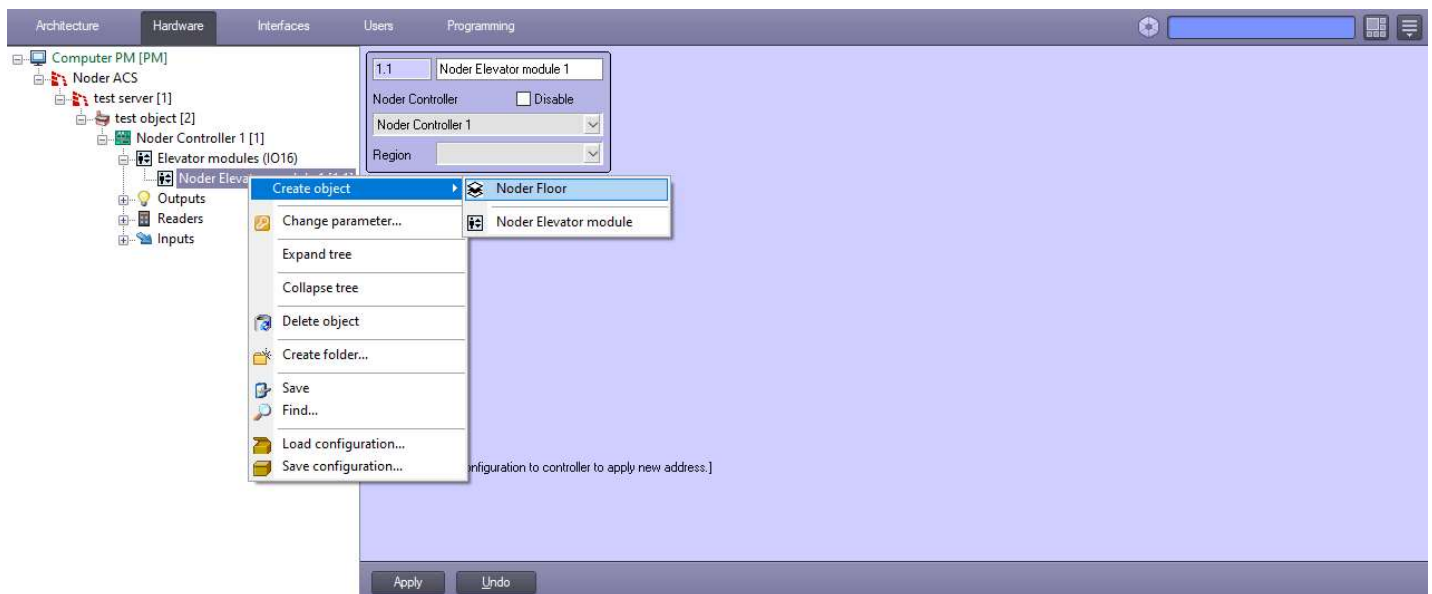 Architecture Hardware Interfaces Users Programming
Computer PM [PM]
Noder ACS
test server [1]
test object [2]
Noder Controller 1 [1]
Elevator modules (IO16)
Noder Eleva
Outputs
Readers
Inputs
1.1 Noder Elevator module 1
Noder Controller Disable
Noder Controller 1
Region
Create object
Change parameter...
Expand tree
Collapse tree
Delete object
Create folder...
Save
Find...
Load configuration...
Save configuration...
Noder Floor
Noder Elevator module
nfiguration to controller to apply new address.]
Apply Undo